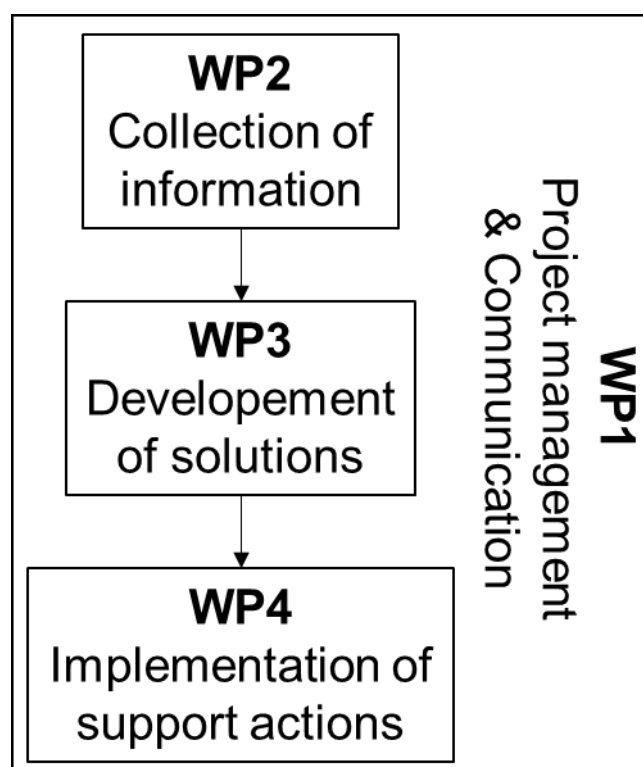 WP2
Collection of
information
WP3
Developement
of solutions
WP4
Implementation of
support actions
WP1
Project management
& Communication